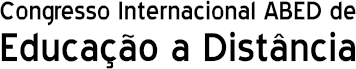 Congresso Internacional ABED de
Educação a Distância